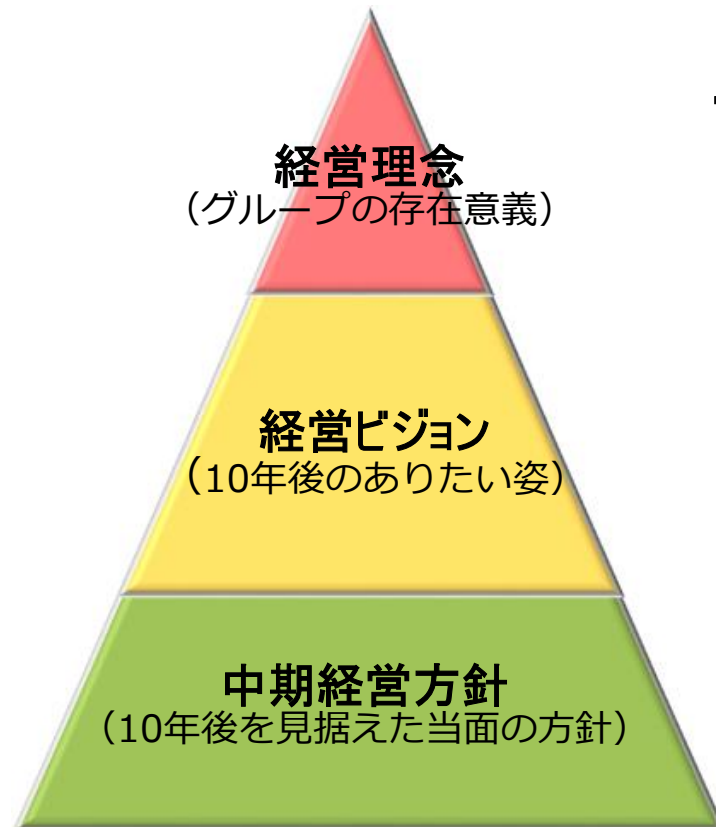 経営理念
（グループの存在意義）
経営ビジョン
（10年後のありたい姿）
中期経営方針
（10年後を見据えた当面の方針）